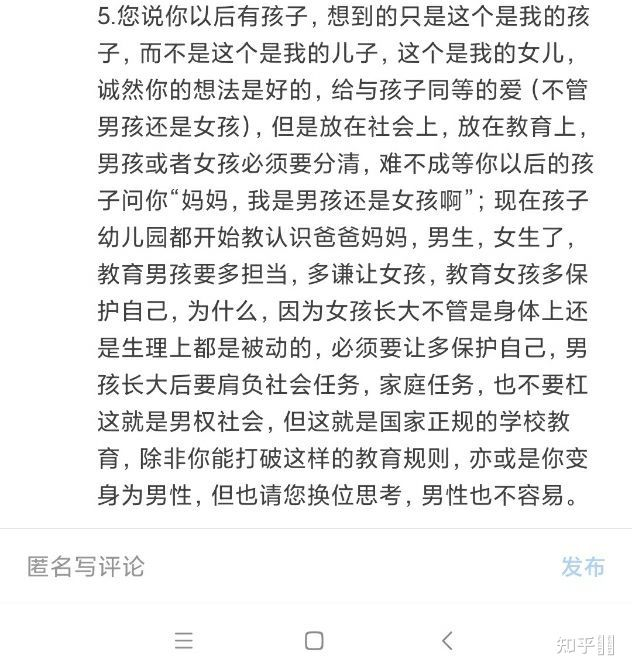 5.您说你以后有孩子，想到的只是这个是我的孩
子，而不是这个是我的儿子，这个是我的女儿，
诚然你的想法是好的，给与孩子同等的爱（不管
男孩还是女孩），但是放在社会上，放在教育上，
男孩或者女孩必须要分清，难不成等你以后的孩
子问你“妈妈，我是男孩还是女孩啊”；现在孩子
幼儿园都开始教认识爸爸妈妈，男生，女生了，
教育男孩要多担当，多谦让女孩，教育女孩多保
护自己，为什么，因为女孩长大不管是身体上还
是生理上都是被动的，必须要让多保护自己，男
孩长大后要肩负社会任务，家庭任务，也不要杠
这就是男权社会，但这就是国家正规的学校教
育，除非你能打破这样的教育规则，亦或是你变
身为男性，但也请您换位思考，男性也不容易。
匿名写评论
发布
知乎